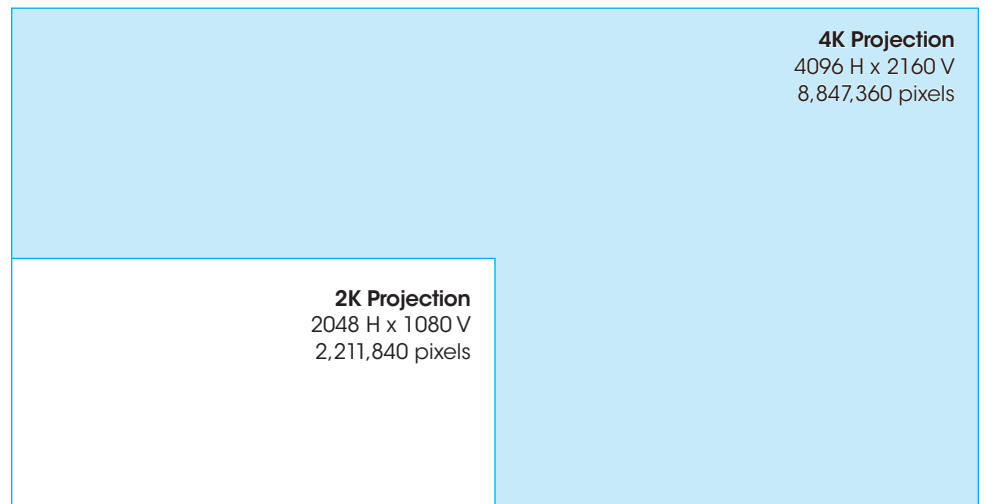 4K Projection
4096 H x 2160 V
8,847,360 pixels
2K Projection
2048 H x 1080 V
2,211,840 pixels